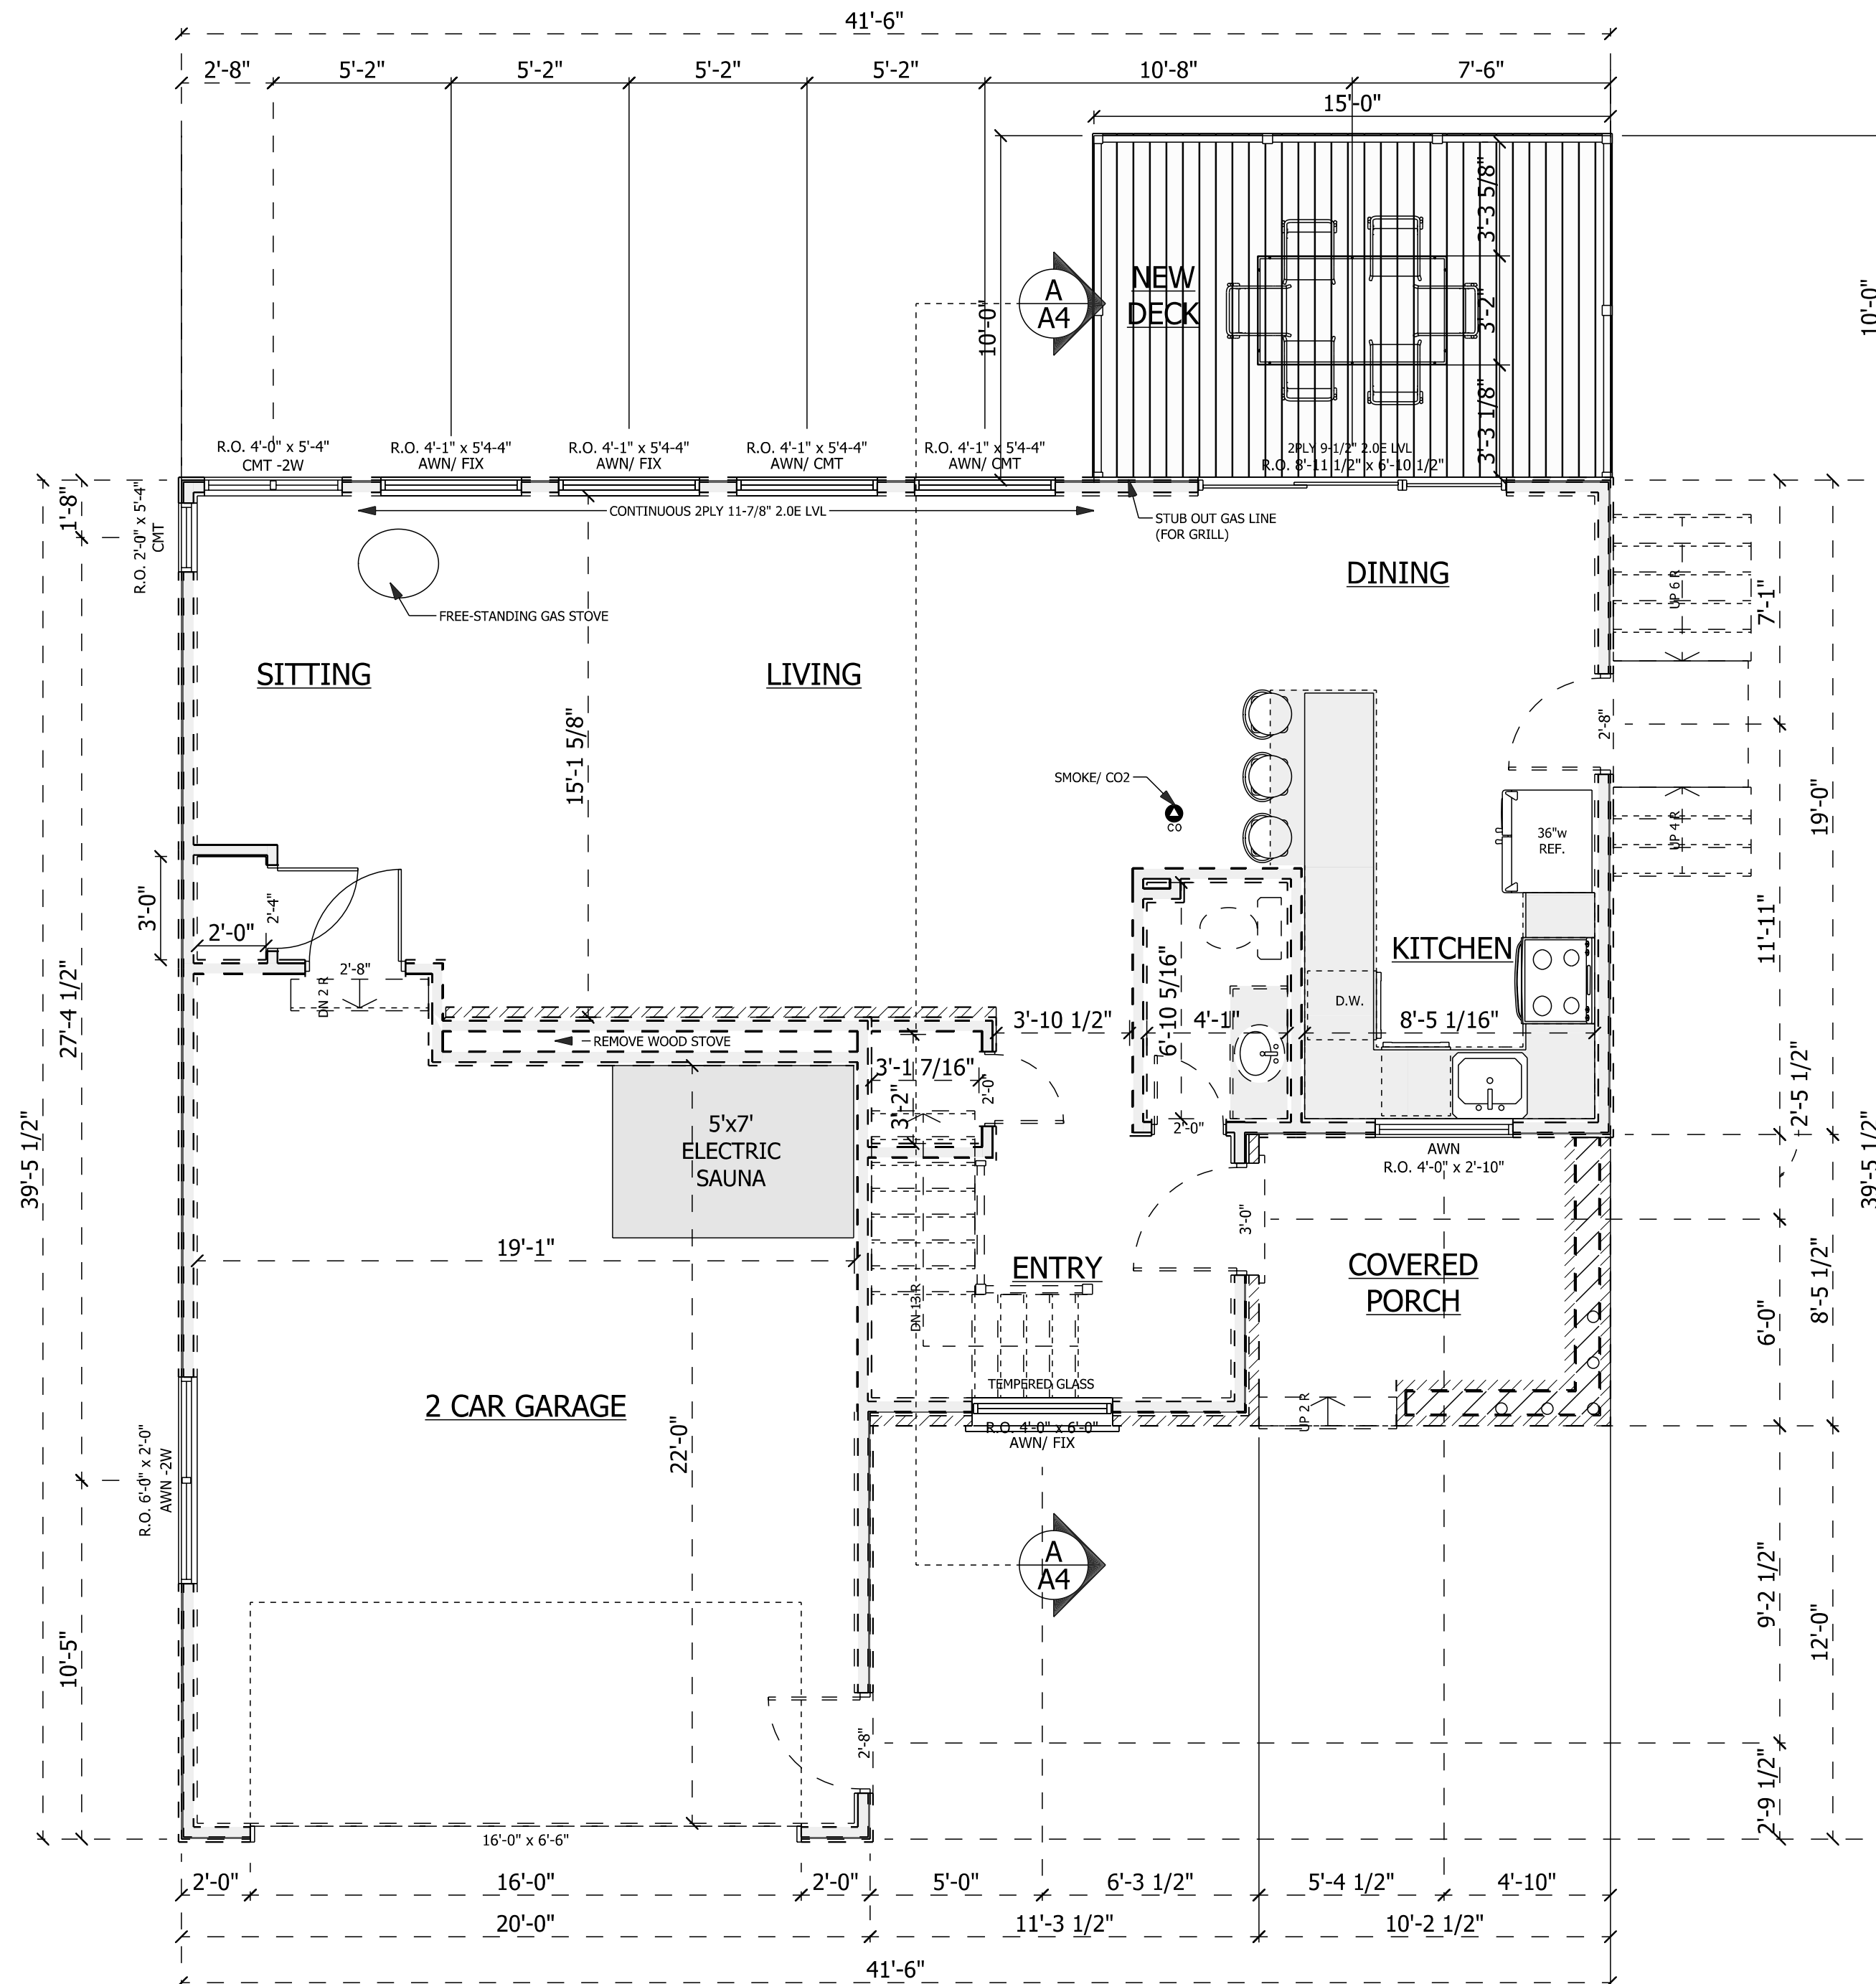 41'-6"
2'-8" 5'-2" 5'-2" 5'-2" 5'-2" 10'-8" 7'-6"
15'-0"
10'-0"
10'-0"
A
A4
NEW
DECK
3'-3 5/8"
3'-2"
3'-3 1/8"
R.O. 4'-0" x 5'-4"
CMT -2W
R.O. 4'-1" x 5'4-4"
AWN/ FIX
R.O. 4'-1" x 5'4-4"
AWN/ FIX
R.O. 4'-1" x 5'4-4"
AWN/ CMT
R.O. 4'-1" x 5'4-4"
AWN/ CMT
2PLY 9-1/2" 2.0E LVL
R.O. 8'-11 1/2" x 6'-10 1/2"
CONTINUOUS 2PLY 11-7/8" 2.0E LVL
STUB OUT GAS LINE
(FOR GRILL)
1'-8"
R.O. 2'-0" x 5'-4"
CMT
FREE-STANDING GAS STOVE
DINING
SITTING
LIVING
UP 6 R
7'-1"
2'-8"
15'-1 5/8"
SMOKE/ CO2
CO
36"w
REF.
UP 4 R
19'-0"
3'-0"
2'-0"
2'-4"
2'-8"
DN 2 R
KITCHEN
11'-11"
27'-4 1/2"
39'-5 1/2"
6'-10 5/16"
D.W.
3'-10 1/2"
4'-1"
8'-5 1/16"
REMOVE WOOD STOVE
3'-1 7/16"
3'-2"
2'-0"
2'-0"
2'-5 1/2"
39'-5 1/2"
5'x7'
ELECTRIC
SAUNA
AWN
R.O. 4'-0" x 2'-10"
3'-0"
19'-1"
ENTRY
COVERED
PORCH
DN 13 R
6'-0"
8'-5 1/2"
TEMPERED GLASS
R.O. 4'-0" x 6'-0"
AWN/ FIX
UP 2 R
2 CAR GARAGE
22'-0"
R.O. 6'-0" x 2'-0"
AWN -2W
A
A4
10'-5"
9'-2 1/2"
12'-0"
2'-8"
2'-9 1/2"
16'-0" x 6'-6"
2'-0" 16'-0" 2'-0" 5'-0" 6'-3 1/2" 5'-4 1/2" 4'-10"
20'-0" 11'-3 1/2" 10'-2 1/2"
41'-6"